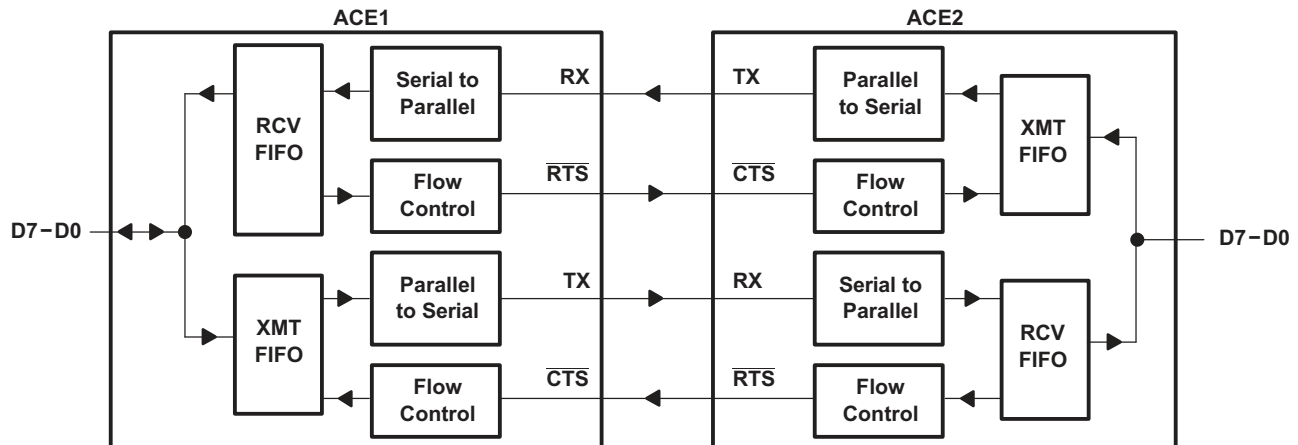 ACE1
ACE2
RCV
FIFO
Serial to
Parallel
RX
TX
Parallel
to Serial
XMT
FIFO
Flow
Control
RTS
CTS
Flow
Control
D7–D0
D7–D0
XMT
FIFO
Parallel
to Serial
TX
RX
Serial to
Parallel
RCV
FIFO
Flow
Control
CTS
RTS
Flow
Control